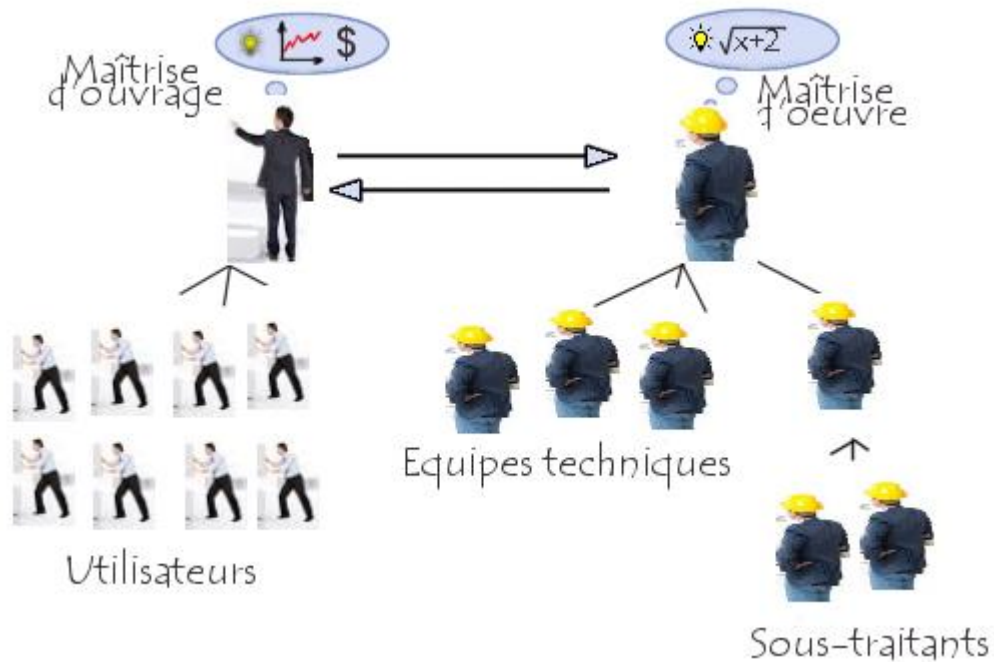 $
√x+2
Maîtrise
d'ouvrage
Maîtrise
d'oeuvre
Equipes techniques
Utilisateurs
Sous-traitants